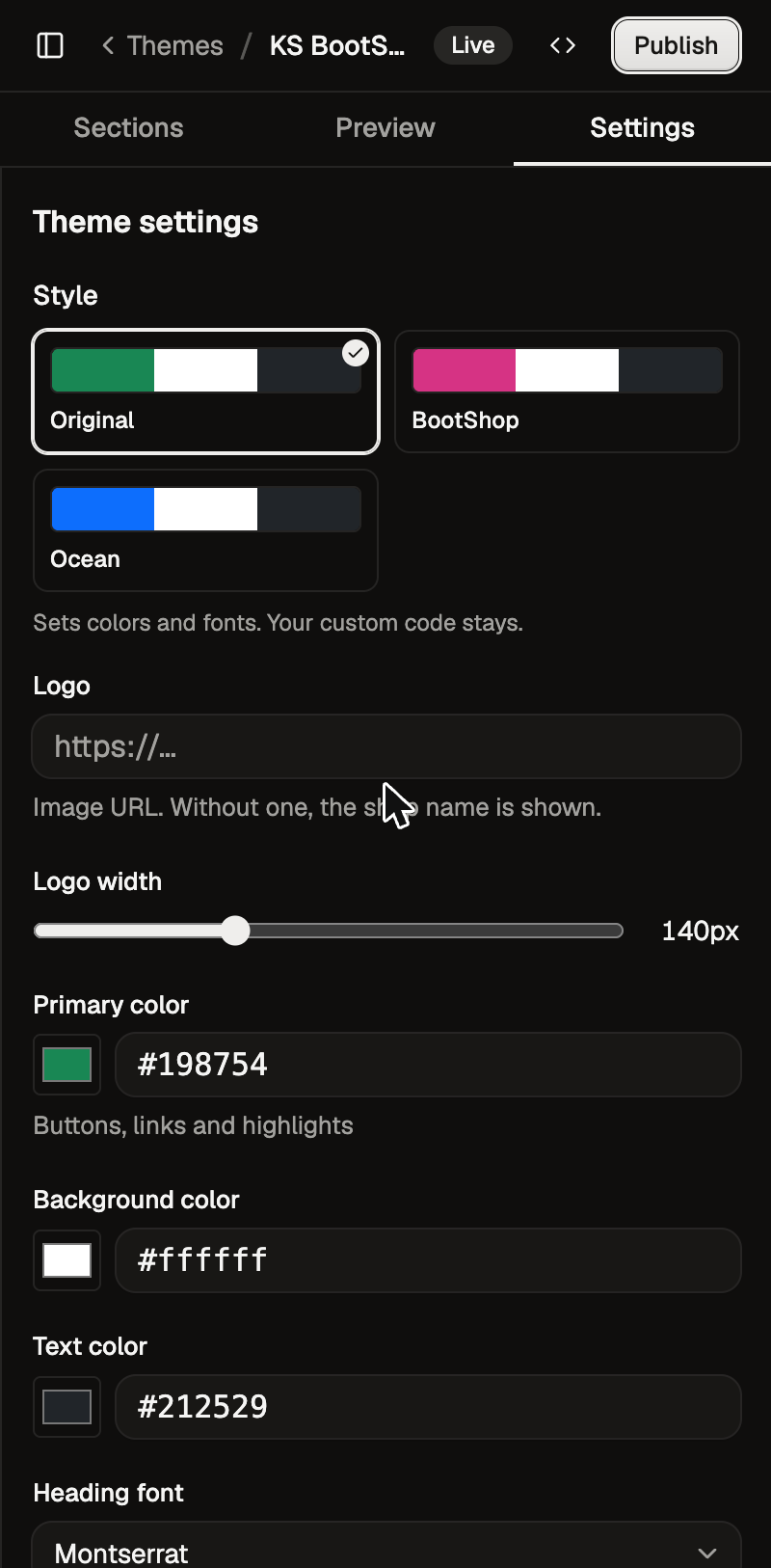 Themes / KS BootS... Live <> Publish
Sections Preview Settings
Theme settings
Style
Original BootShop
Ocean
Sets colors and fonts. Your custom code stays.
Logo
https://...
Image URL. Without one, the shop name is shown.
Logo width
140px
Primary color
#198754
Buttons, links and highlights
Background color
#ffffff
Text color
#212529
Heading font
Montserrat